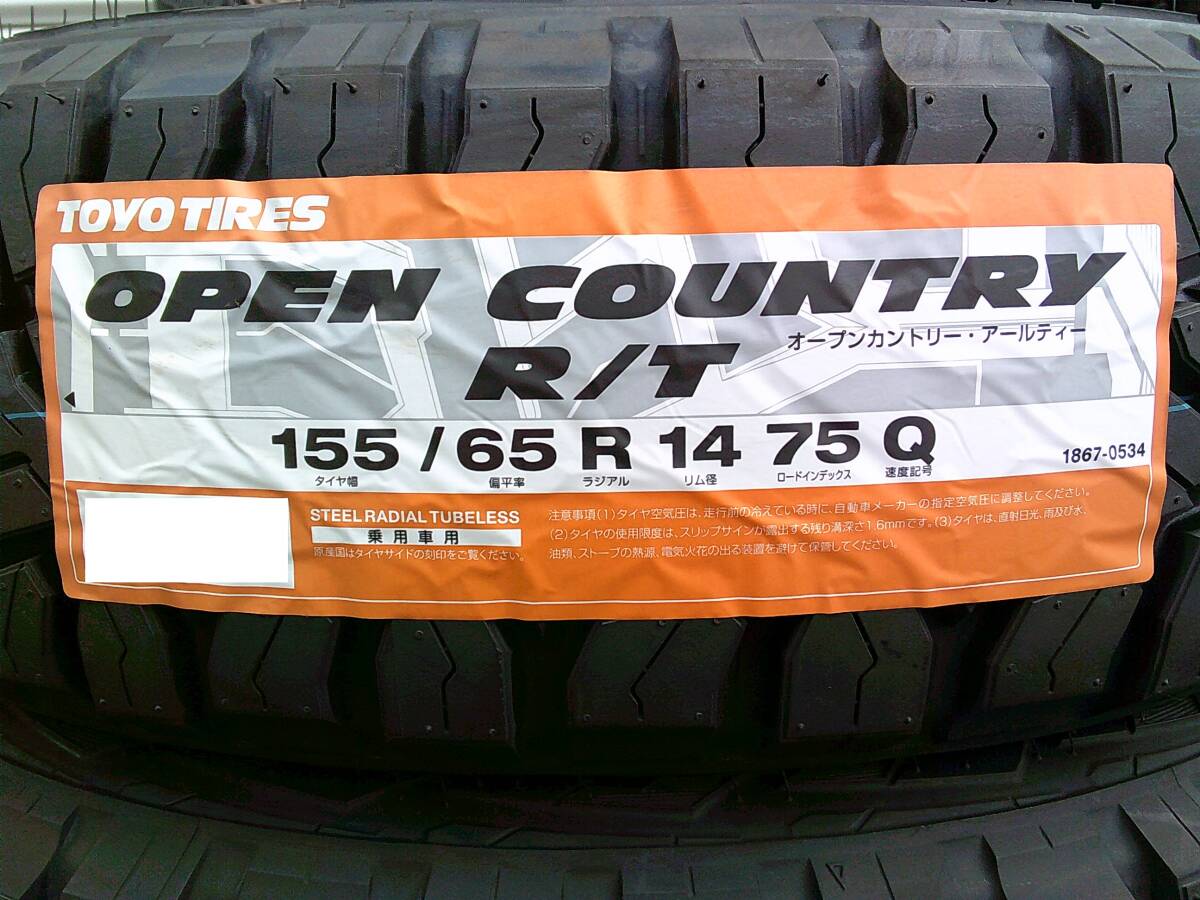 TOYO TIRES
OPEN COUNTRY
R/T
オープンカントリー・アールティー
155 / 65 R 14 75 Q
タイヤ幅 偏平率 ラジアル リム径 ロードインデックス 速度記号
1867-0534
STEEL RADIAL TUBELESS
乗用車用
原産国はタイヤサイドの刻印をご覧ください。
注意事項(1)タイヤ空気圧は、走行前の冷えている時に、自動車メーカーの指定空気圧に調整してください。
(2)タイヤの使用限度は、スリップサインが露出する残り溝深さ1.6mmです。(3)タイヤは、直射日光、雨及び水、
油類、ストーブの熱源、電気火花の出る装置を避けて保管してください。